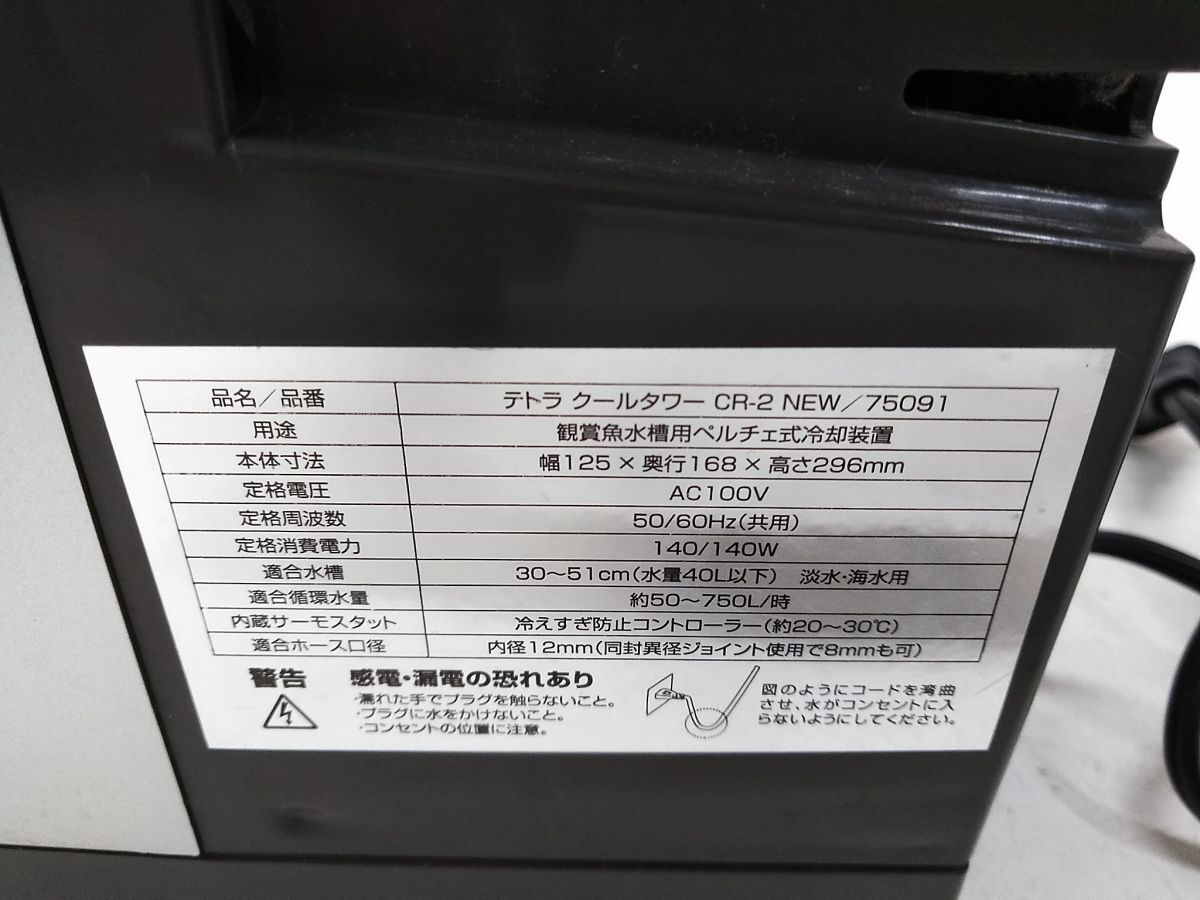 品名／品番 テトラ クールタワー CR-2 NEW／75091
用途 観賞魚水槽用ペルチェ式冷却装置
本体寸法 幅125×奥行168×高さ296mm
定格電圧 AC100V
定格周波数 50/60Hz(共用)
定格消費電力 140/140W
適合水槽 30～51cm(水量40L以下) 淡水・海水用
適合循環水量 約50～750L/時
内蔵サーモスタット 冷えすぎ防止コントローラー(約20～30℃)
適合ホース口径 内径12mm(同封異径ジョイント使用で8mmも可)
警告 感電・漏電の恐れあり
・濡れた手でプラグを触らないこと。
・プラグに水をかけないこと。
・コンセントの位置に注意。
図のようにコードを湾曲
させ、水がコンセントに入
らないようにしてください。